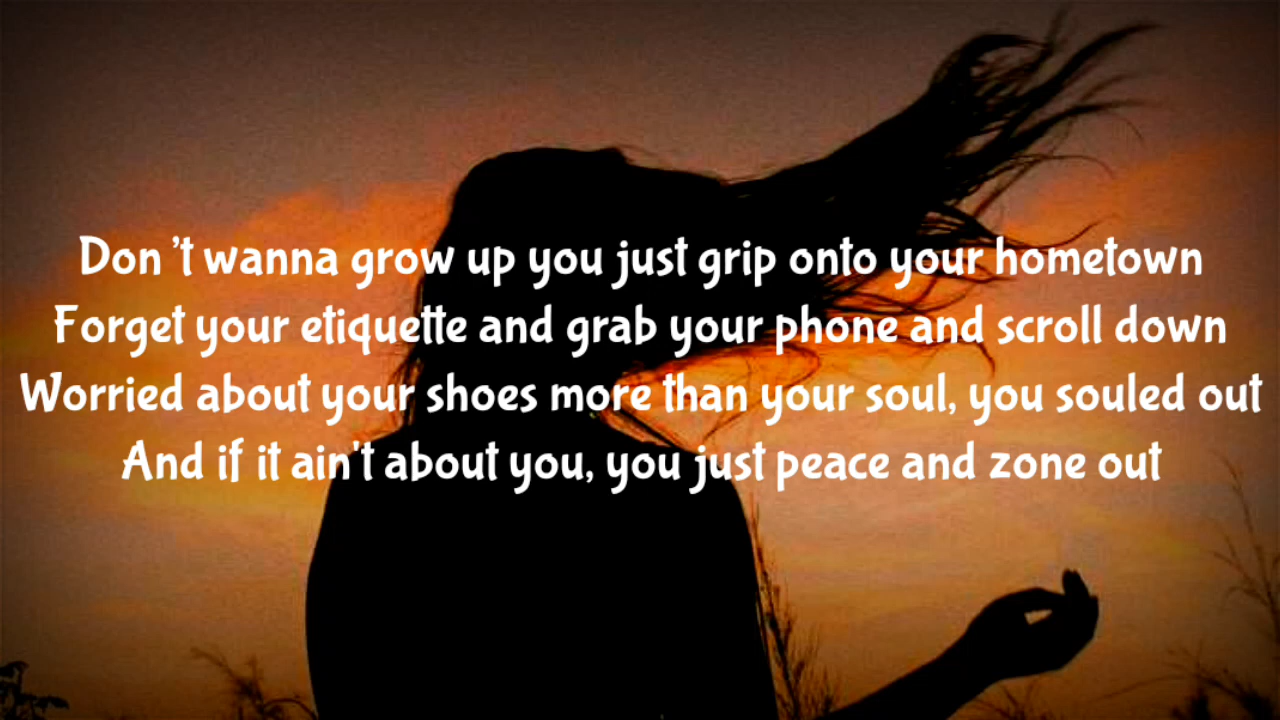 Don 't wanna grow up you just grip onto your hometown
Forget your etiquette and grab your phone and scroll down
Worried about your shoes more than your soul, you souled out
And if it ain't about you, you just peace and zone out